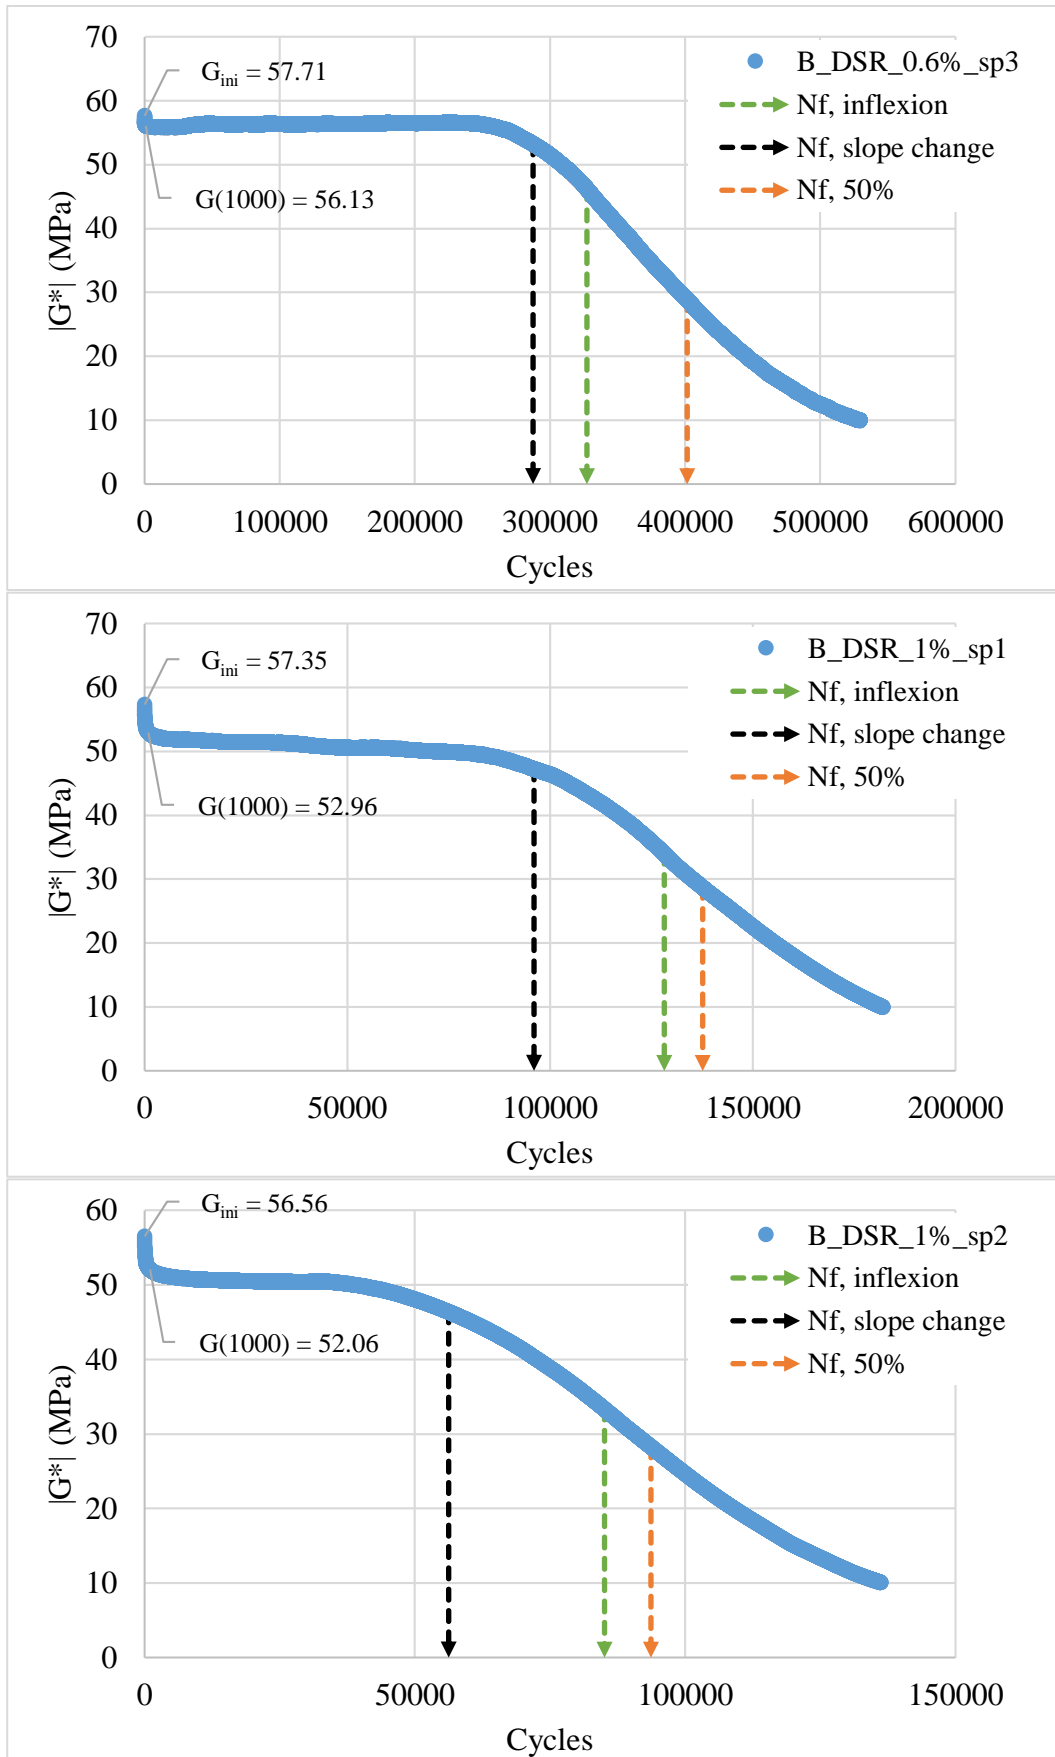 70
60
50
40
30
20
10
0
|G*| (MPa)
Gini = 57.71
G(1000) = 56.13
B_DSR_0.6%_sp3
Nf, inflexion
Nf, slope change
Nf, 50%
0 100000 200000 300000 400000 500000 600000
Cycles
70
60
50
40
30
20
10
0
|G*| (MPa)
Gini = 57.35
G(1000) = 52.96
B_DSR_1%_sp1
Nf, inflexion
Nf, slope change
Nf, 50%
0 50000 100000 150000 200000
Cycles
60
50
40
30
20
10
0
|G*| (MPa)
Gini = 56.56
G(1000) = 52.06
B_DSR_1%_sp2
Nf, inflexion
Nf, slope change
Nf, 50%
0 50000 100000 150000
Cycles